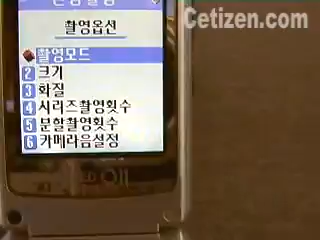 Cetizen.com
촬영옵션
촬영모드
2 크기
3 화질
4 시리즈촬영횟수
5 분할촬영횟수
6 카메라음설정